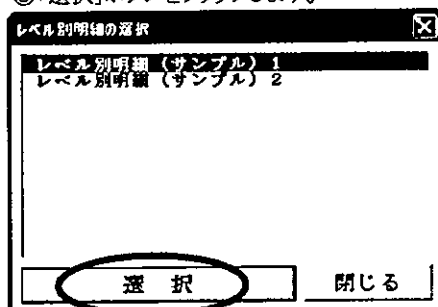 「選択」ボタンをクリックします。
レベル別明細の選択
レベル別明細（サンプル）１
レベル別明細（サンプル）２
選 択
閉じる